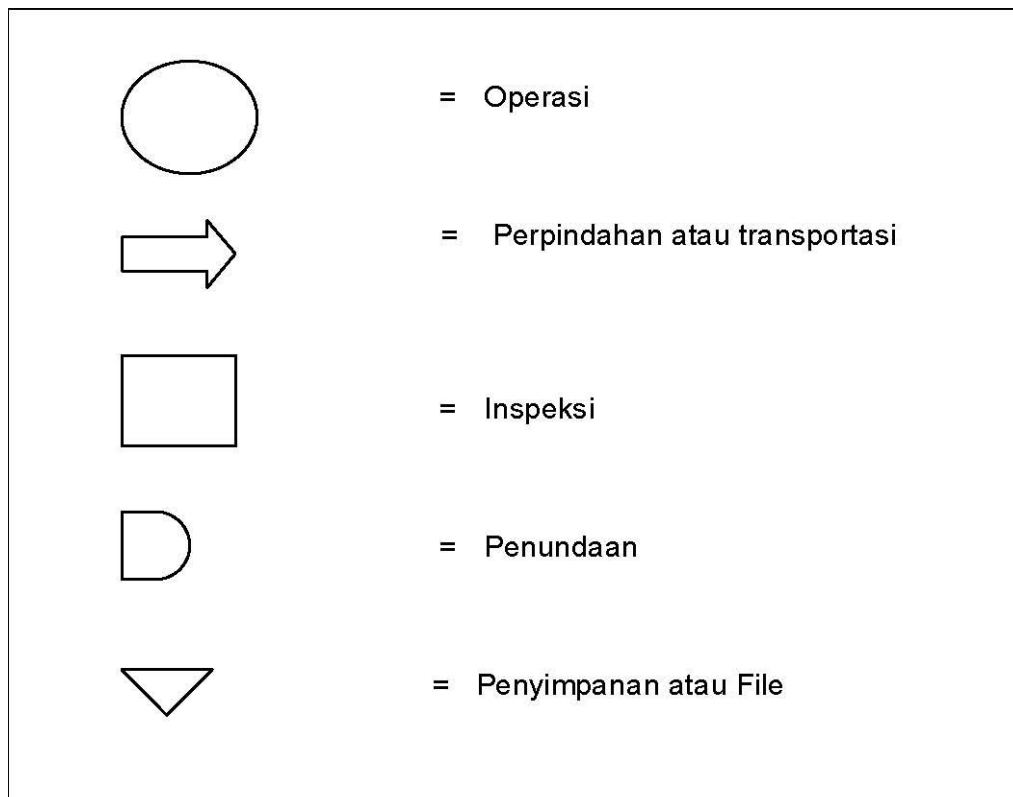 = Operasi
= Perpindahan atau transportasi
= Inspeksi
= Penundaan
= Penyimpanan atau File